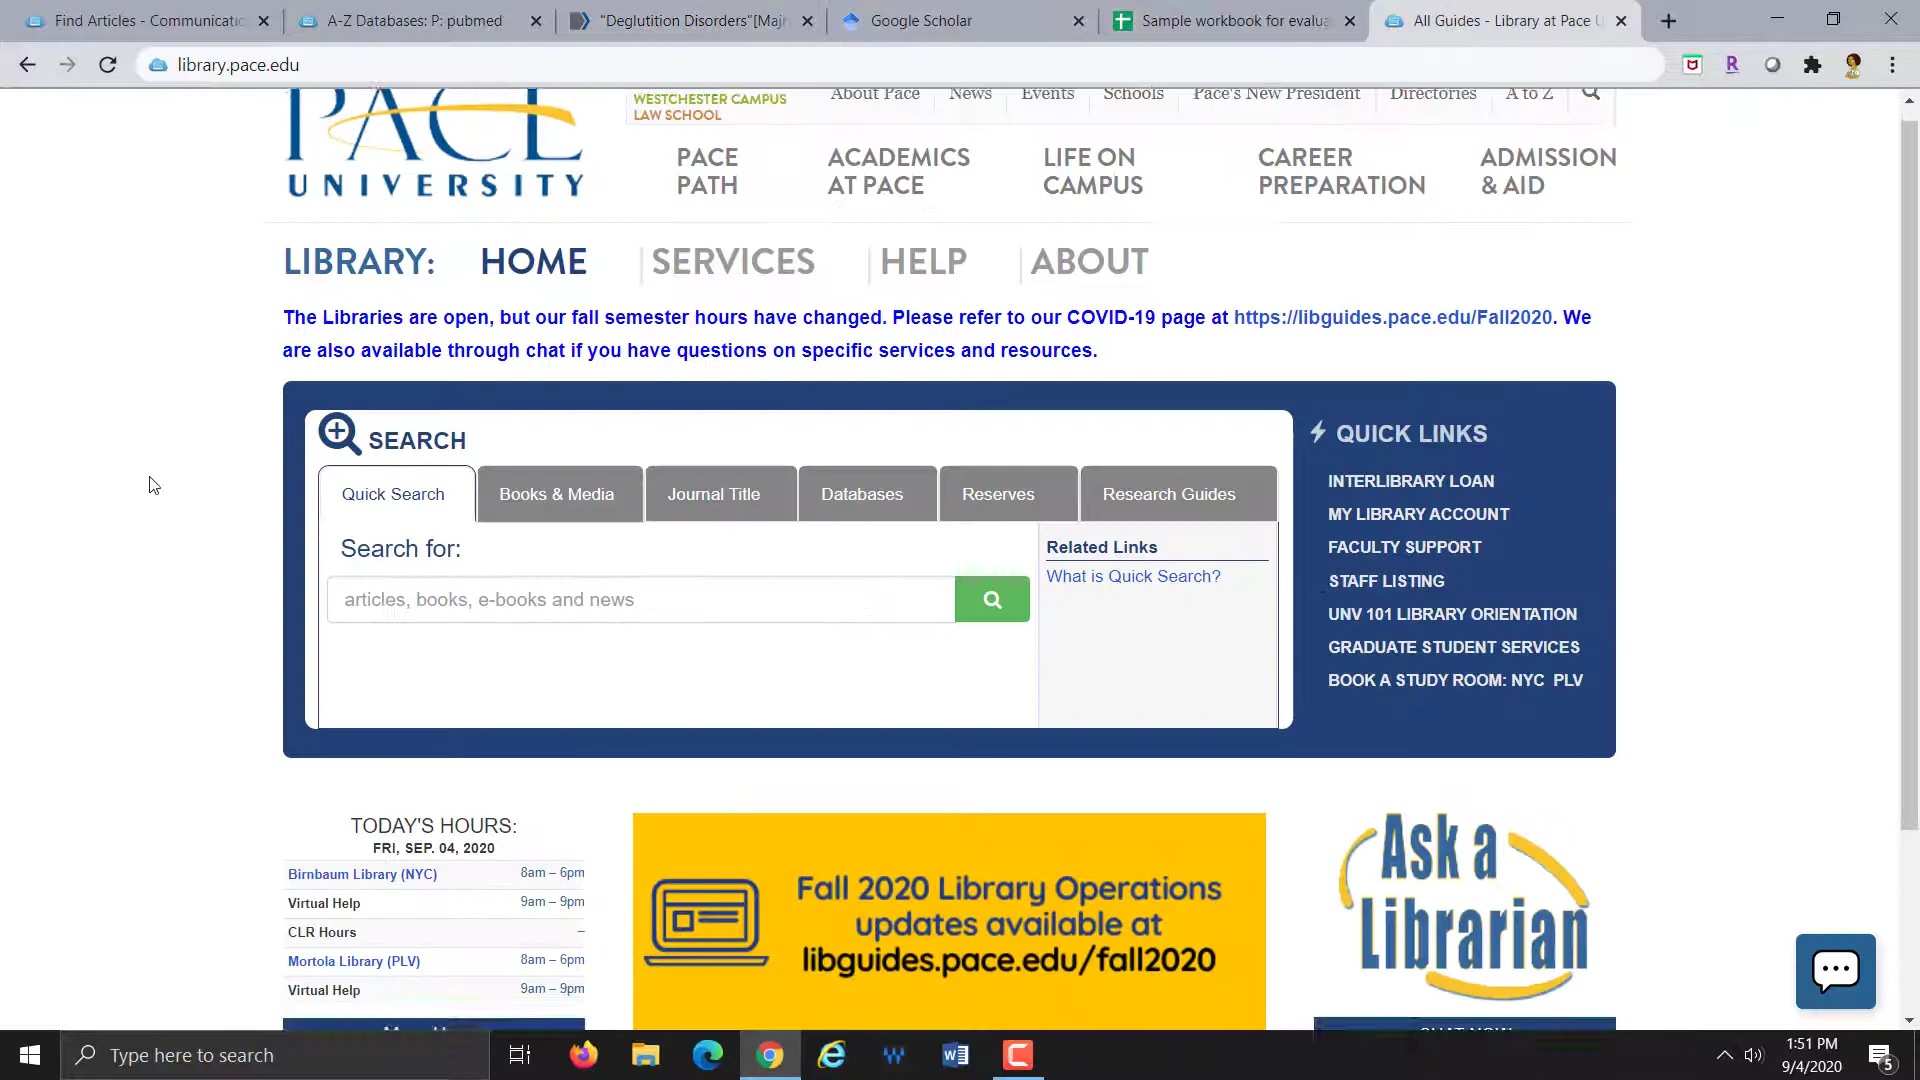 Find Articles - Communicatic
A-Z Databases: P: pubmed
"Deglutition Disorders"[Maj
Google Scholar
Sample workbook for evalua
All Guides - Library at Pace U
library.pace.edu
PACE
UNIVERSITY
WESTCHESTER CAMPUS
LAW SCHOOL
About Pace
News
Events
Schools
Pace's New President
Directories
A to Z
PACE
PATH
ACADEMICS
AT PACE
LIFE ON
CAMPUS
CAREER
PREPARATION
ADMISSION
& AID
LIBRARY: HOME SERVICES HELP ABOUT
The Libraries are open, but our fall semester hours have changed. Please refer to our COVID-19 page at https://libguides.pace.edu/Fall2020. We
are also available through chat if you have questions on specific services and resources.
SEARCH
Quick Search
Books & Media
Journal Title
Databases
Reserves
Research Guides
Search for:
articles, books, e-books and news
Related Links
What is Quick Search?
QUICK LINKS
INTERLIBRARY LOAN
MY LIBRARY ACCOUNT
FACULTY SUPPORT
STAFF LISTING
UNV 101 LIBRARY ORIENTATION
GRADUATE STUDENT SERVICES
BOOK A STUDY ROOM: NYC PLV
TODAY'S HOURS:
FRI, SEP. 04, 2020
Birnbaum Library (NYC) 8am – 6pm
Virtual Help 9am – 9pm
CLR Hours –
Mortola Library (PLV) 8am – 6pm
Virtual Help 9am – 9pm
Fall 2020 Library Operations
updates available at
libguides.pace.edu/fall2020
Ask a
Librarian
CHAT NOW
Type here to search
1:51 PM
9/4/2020
5